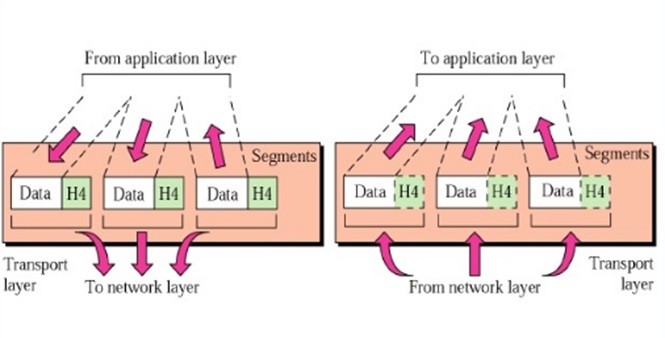 From application layer
Segments
Data H4 Data H4 Data H4
Transport
layer
To network layer
To application layer
Segments
Data H4 Data H4 Data H4
From network layer
Transport
layer